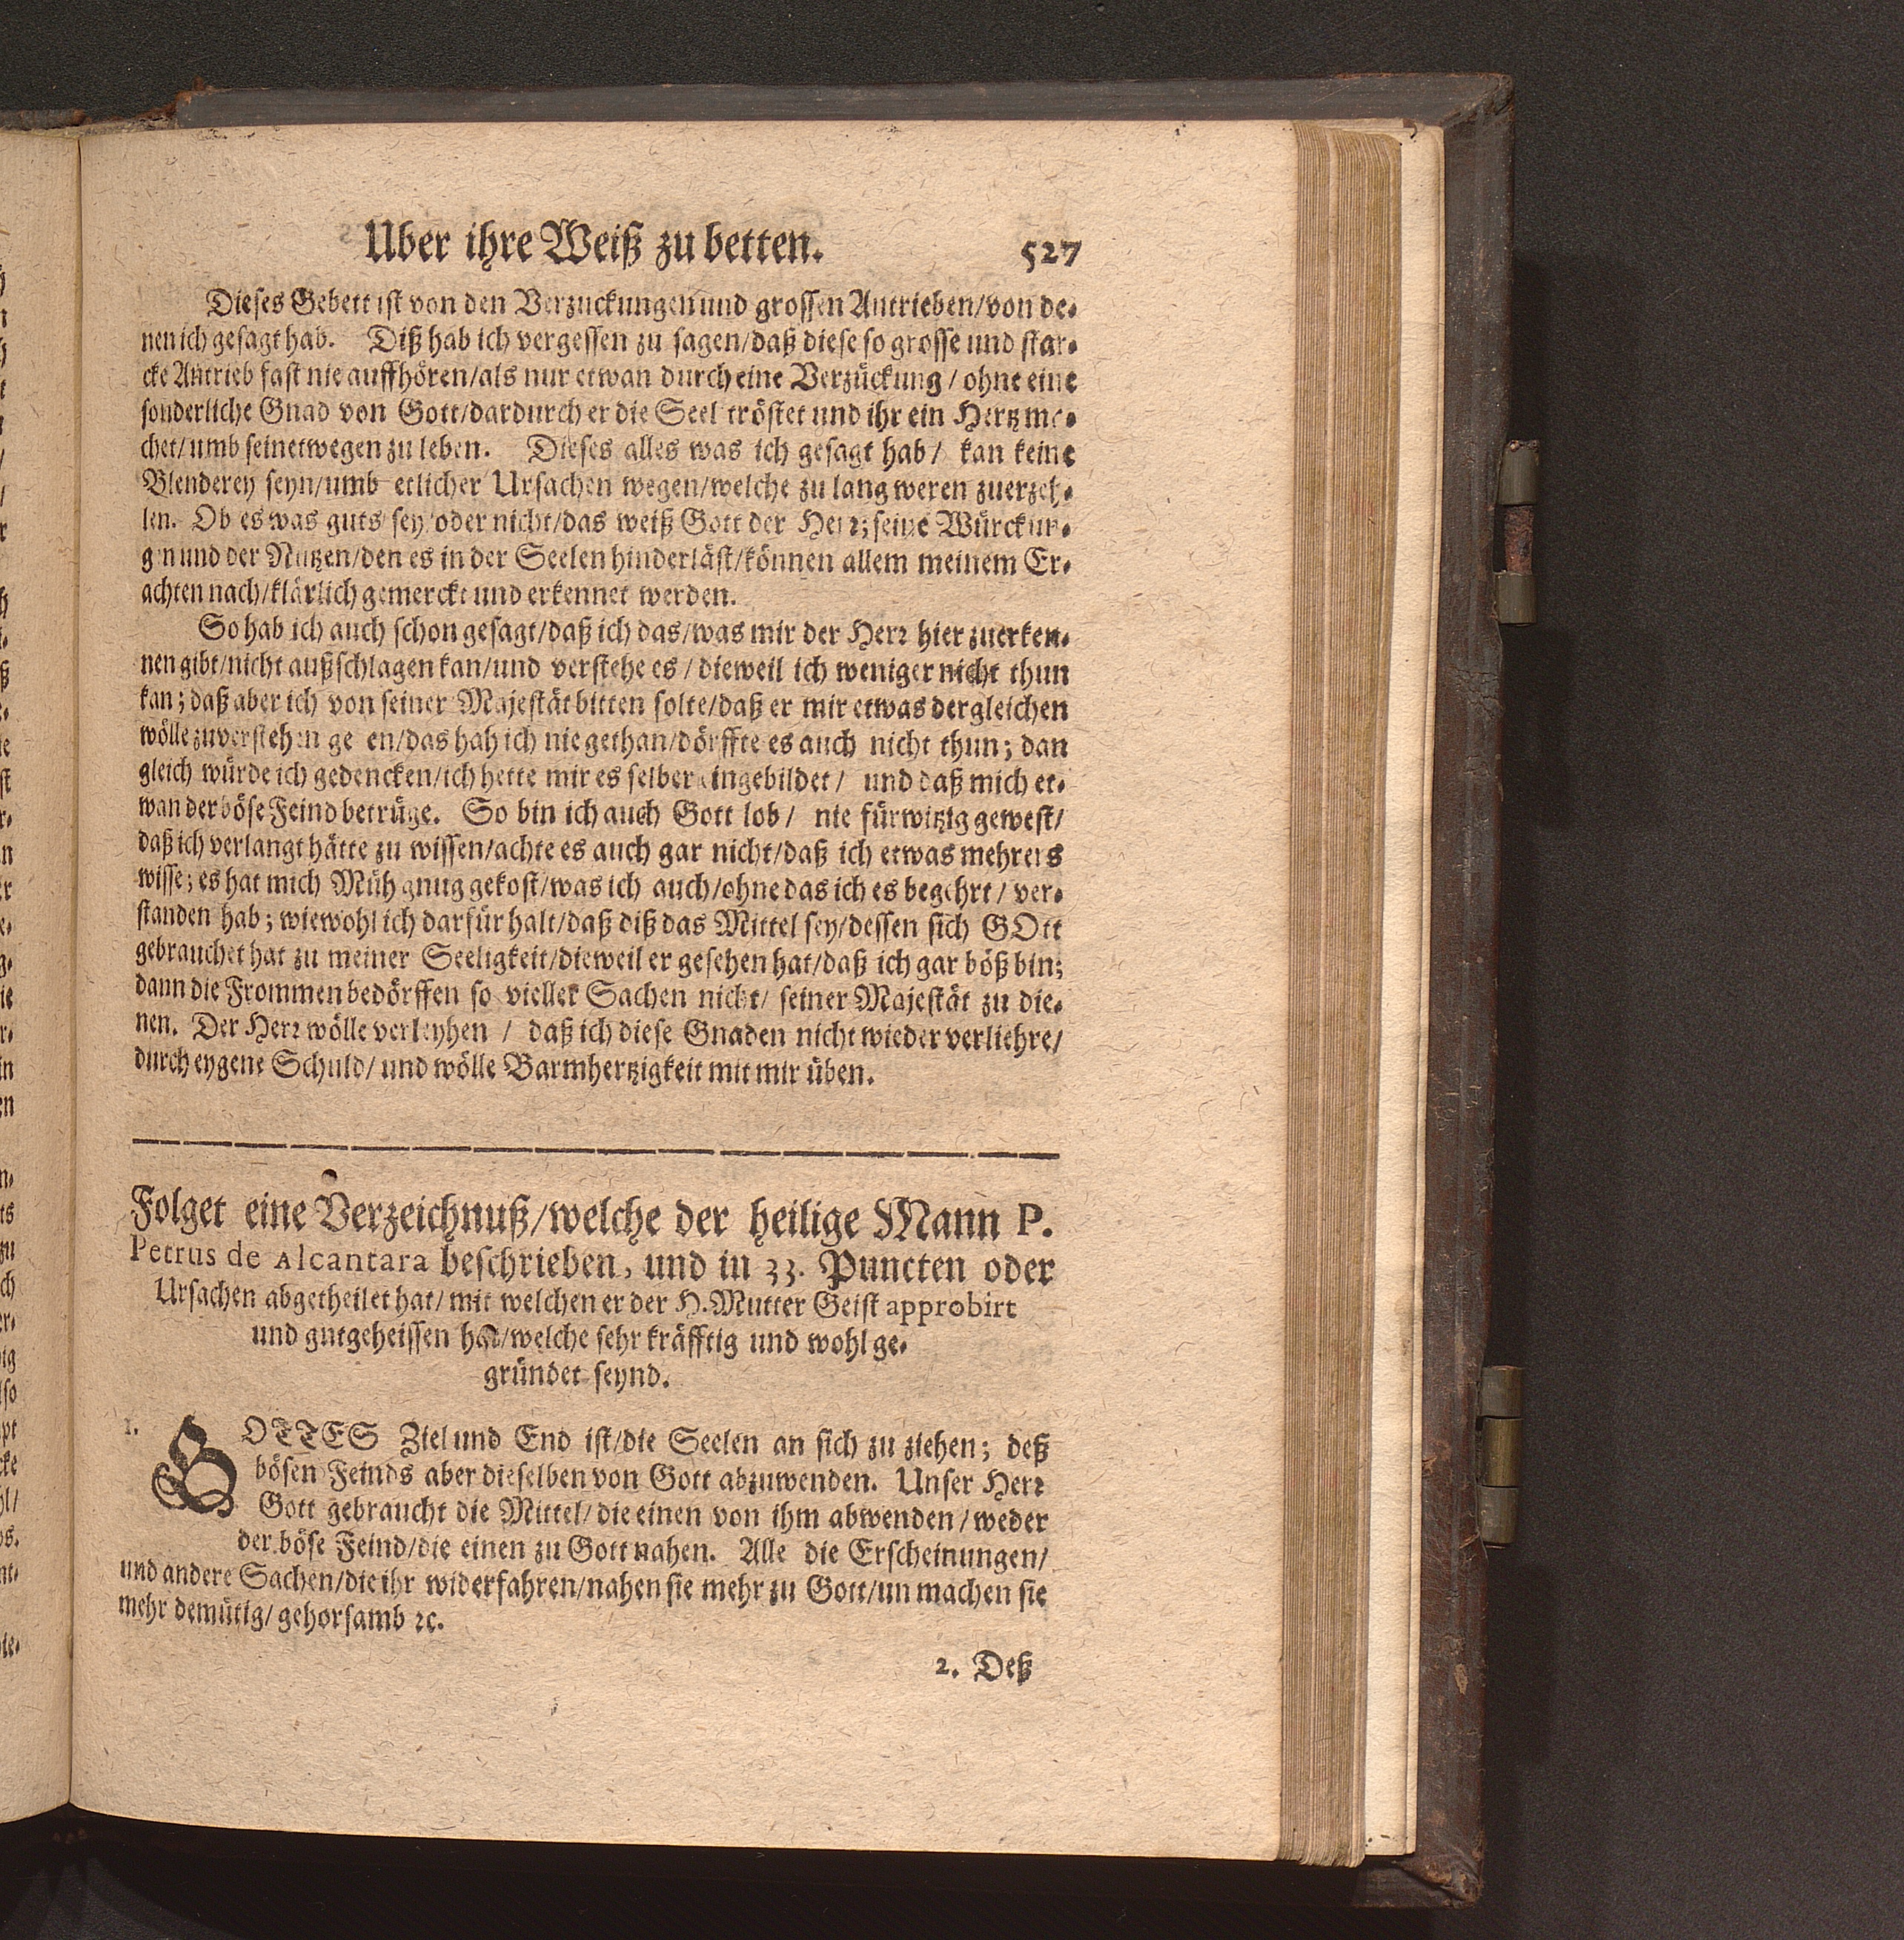 Uber ihre Weiß zu betten. 527
Dieses Gebett ist von den Verzuckungen und grossen Antrieben/von de-
nen ich gesagt hab. Diß hab ich vergessen zu sagen/daß diese so grosse und star-
cke Antrieb fast nie auffhören/als nur etwan durch eine Verzückung/ohne eine
sonderliche Gnad von Gott/dardurch er die Seel tröstet und ihr ein Hertz ma-
chet/umb seinetwegen zu leben. Dieses alles was ich gesagt hab/ kan keine
Blenderey seyn/umb etlicher Ursachen wegen/welche zu lang weren zuerzeh-
len. Ob es was guts sey/oder nicht/das weiß Gott der Herr; seine Würckun-
gen und der Nutzen/den es in der Seelen hinderläst/können allem meinem Er-
achten nach/klärlich gemerckt und erkennet werden.
So hab ich auch schon gesagt/daß ich das/was mir der Herr hier zuerken-
nen gibt/nicht außschlagen kan/und verstehe es/dieweil ich weniger nicht thun
kan; daß aber ich von seiner Majestät bitten solte/daß er mir etwas dergleichen
wölle zuverstehen ge en/das hah ich nie gethan/dörffte es auch nicht thun; dan
gleich würde ich gedencken/ich hette mir es selber eingebildet/ und daß mich et-
wan der böse Feind betrüge. So bin ich auch Gott lob/ nie fürwitzig gewest/
daß ich verlangt hätte zu wissen/achte es auch gar nicht/daß ich etwas mehrers
wisse; es hat mich Müh gnug gekost/was ich auch/ohne das ich es begehrt/ver-
standen hab; wiewohl ich darfür halt/daß diß das Mittel sey/dessen sich GOtt
gebrauchet hat zu meiner Seeligkeit/dieweil er gesehen hat/daß ich gar böß bin;
dann die Frommen bedörffen so vieller Sachen nicht/ seiner Majestät zu die-
nen. Der Herr wölle verleyhen / daß ich diese Gnaden nicht wieder verliehre/
durch eygene Schuld/und wölle Barmhertzigkeit mit mir üben.
Folget eine Verzeichnuß/welche der heilige Mann P.
Petrus de Alcantara beschrieben, und in 33. Puncten oder
Ursachen abgetheilet hat/mit welchen er der H. Mutter Geist approbirt
und gutgeheissen hat/welche sehr kräfftig und wohl ge-
gründet seynd.
1. GOTTES Ziel und End ist/die Seelen an sich zu ziehen; deß
bösen Feinds aber dieselben von Gott abzuwenden. Unser Herr
Gott gebraucht die Mittel/die einen von ihm abwenden/weder
der böse Feind/die einen zu Gott nahen. Alle die Erscheinungen/
und andere Sachen/die ihr widerfahren/nahen sie mehr zu Gott/un machen sie
mehr demütig/gehorsamb ꝛc.
2. Deß